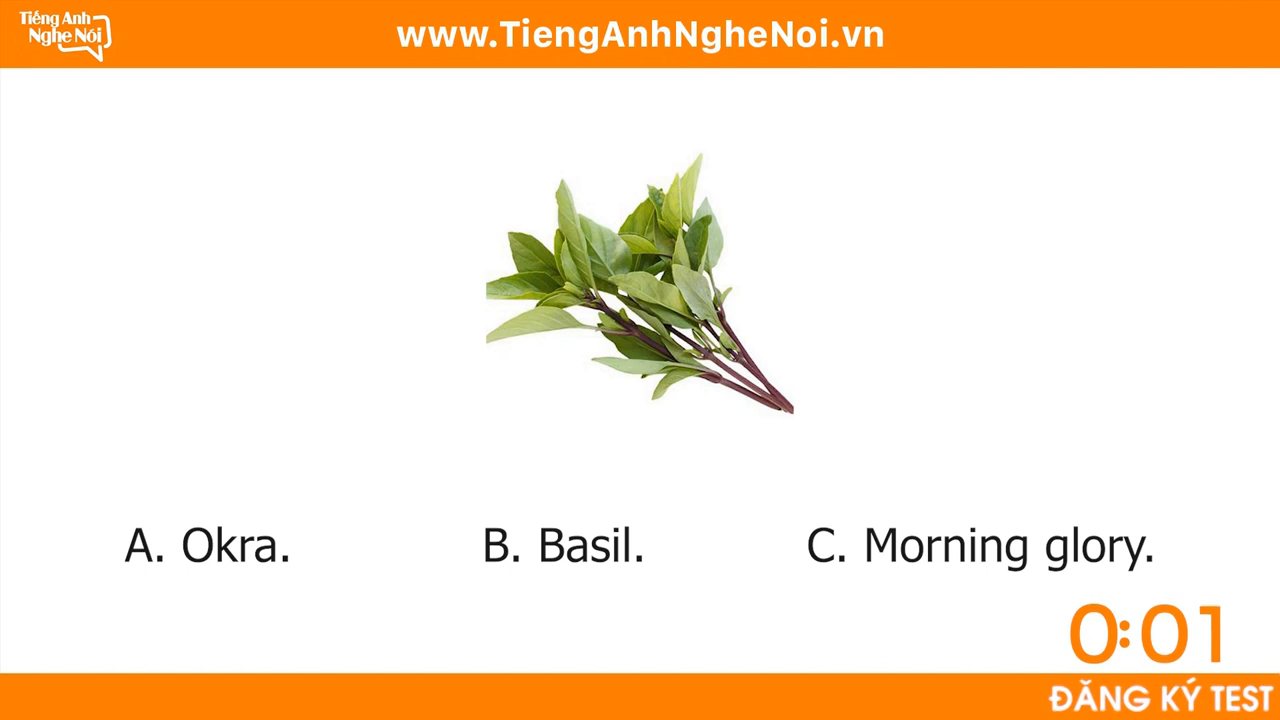 Tiếng Anh
Nghe Nói
www.TiengAnhNgheNoi.vn
A. Okra.
B. Basil.
C. Morning glory.
0:01
ĐĂNG KÝ TEST